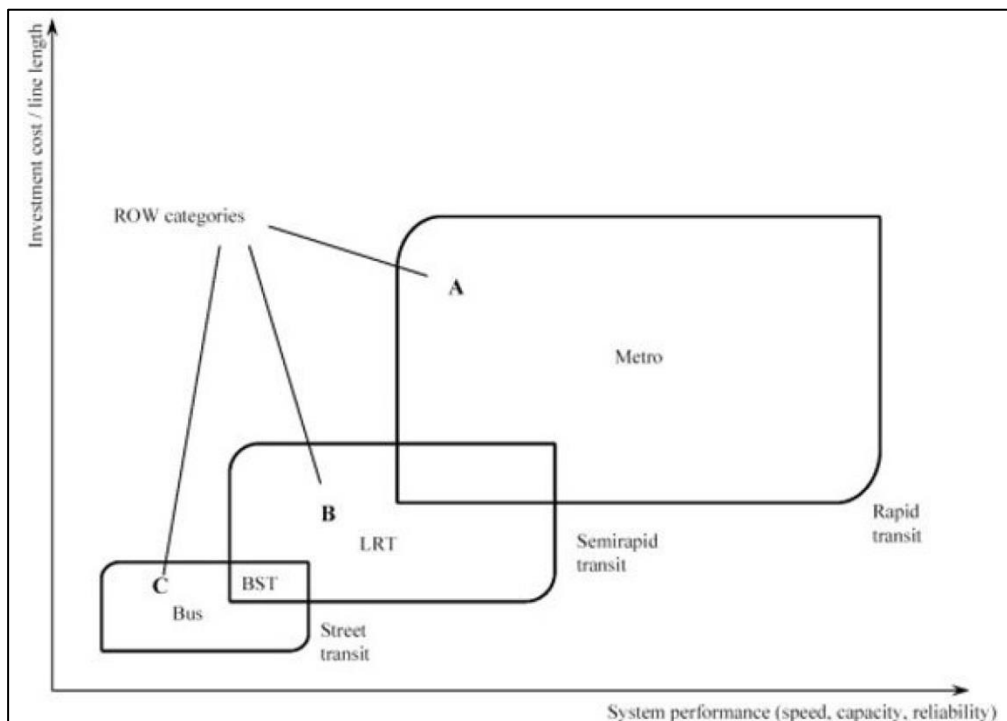 Investment cost / line length
ROW categories
A
Metro
B
LRT
Rapid
transit
Semirapid
transit
C
BST
Bus
Street
transit
System performance (speed, capacity, reliability)